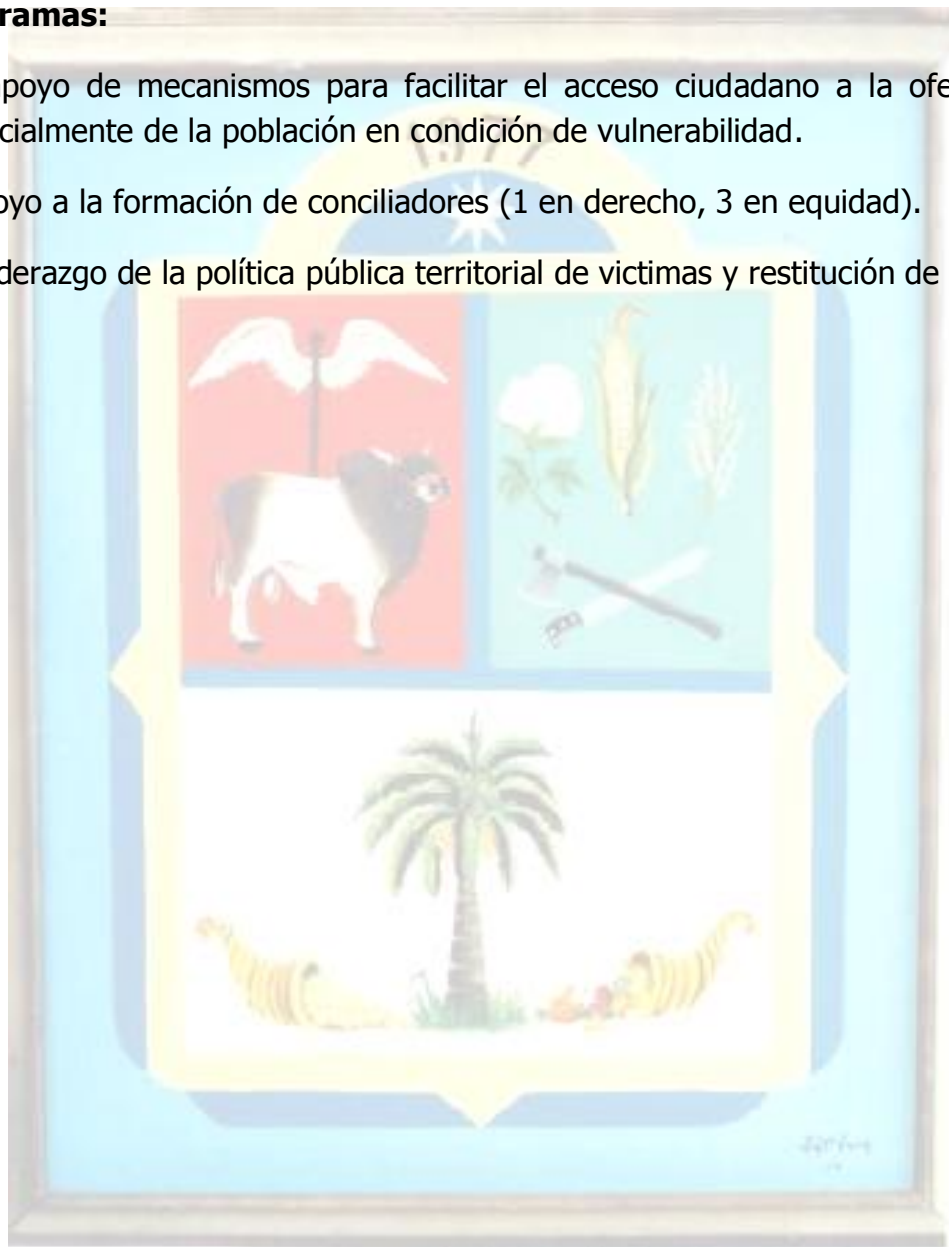 ramas:
poyo de mecanismos para facilitar el acceso ciudadano a la ofe
cialmente de la población en condición de vulnerabilidad.
oyo a la formación de conciliadores (1 en derecho, 3 en equidad).
derazgo de la política pública territorial de victimas y restitución de
1977